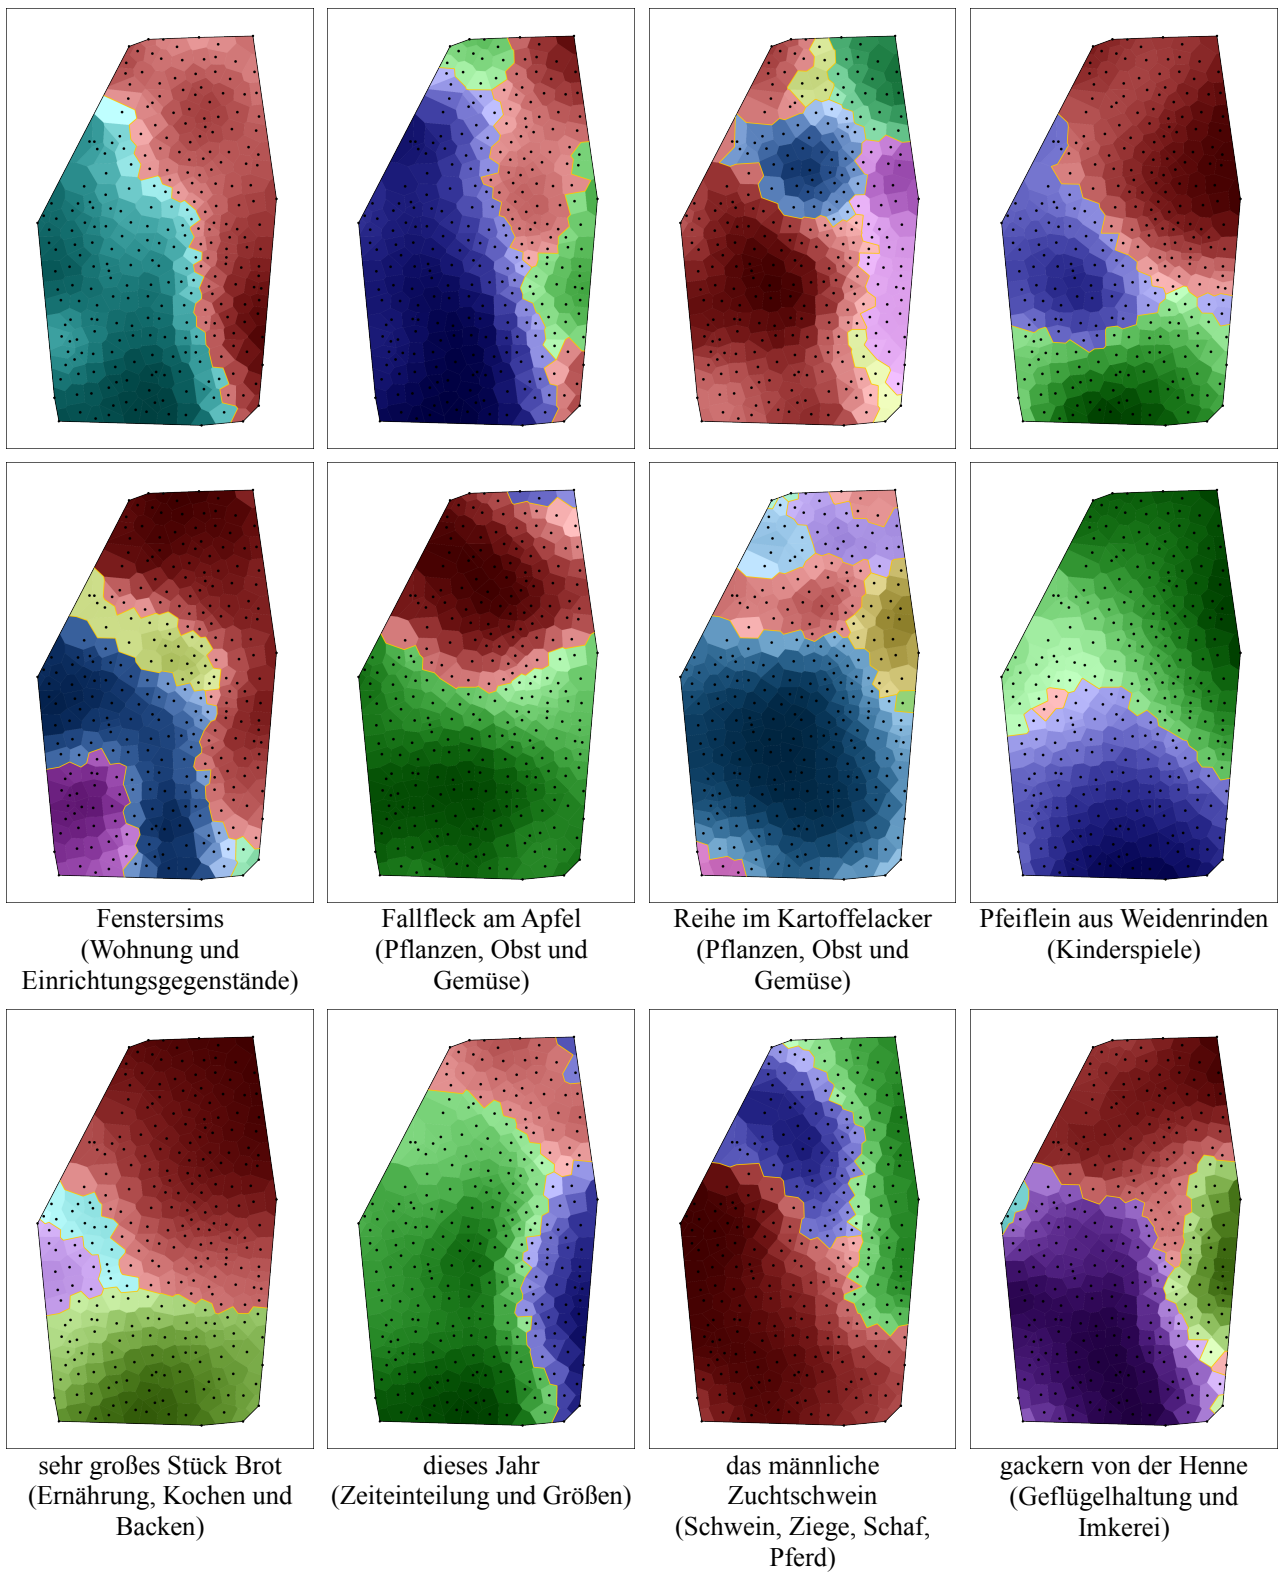 Fenstersims
(Wohnung und
Einrichtungsgegenstände)
Fallfleck am Apfel
(Pflanzen, Obst und
Gemüse)
Reihe im Kartoffelacker
(Pflanzen, Obst und
Gemüse)
Pfeiflein aus Weidenrinden
(Kinderspiele)
sehr großes Stück Brot
(Ernährung, Kochen und
Backen)
dieses Jahr
(Zeiteinteilung und Größen)
das männliche
Zuchtschwein
(Schwein, Ziege, Schaf,
Pferd)
gackern von der Henne
(Geflügelhaltung und
Imkerei)